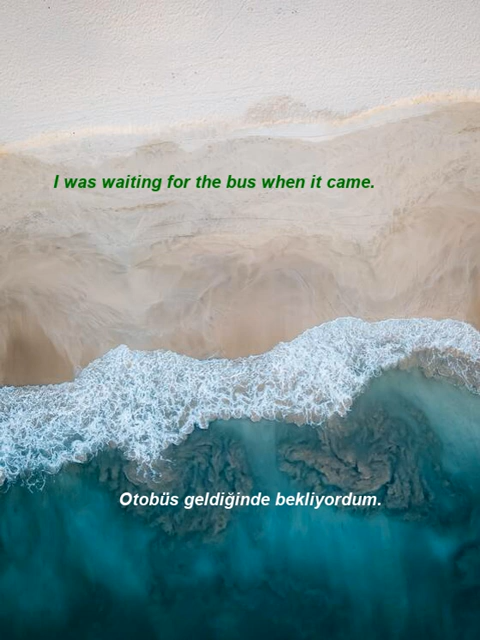 I was waiting for the bus when it came.
Otobüs geldiğinde bekliyordum.